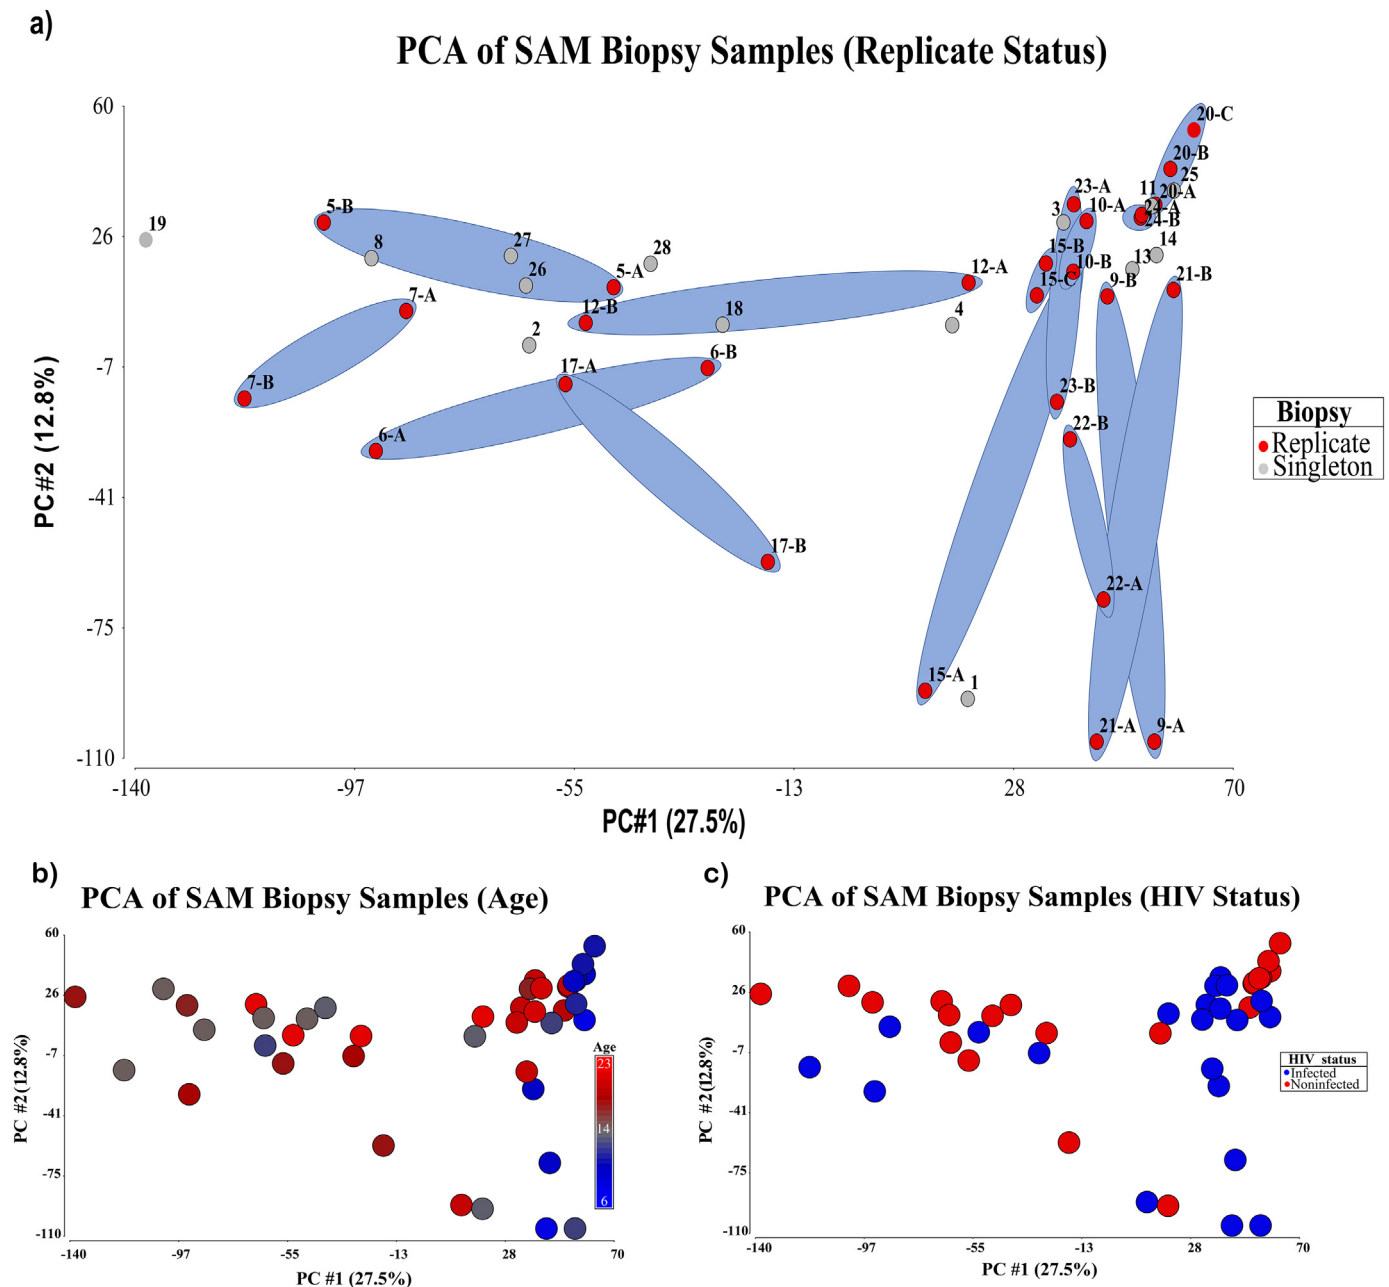 a)
PCA of SAM Biopsy Samples (Replicate Status)
60
26
-7
-41
-75
-110
PC#2 (12.8%)
-140
-97
-55
-13
28
70
PC#1 (27.5%)
20-C
20-B
25
11
20-A
24-A
24-B
23-A
10-A
3
5-B
19
8
27
26
5-A
28
12-A
15-B
10-B
15-C
13
14
9-B
21-B
7-A
12-B
18
4
2
17-A
6-B
7-B
6-A
23-B
22-B
17-B
22-A
15-A
1
21-A
9-A
Biopsy
Replicate
Singleton
b)
PCA of SAM Biopsy Samples (Age)
60
26
-7
-41
-75
-110
PC #2 (12.8%)
-140
-97
-55
-13
28
70
PC #1 (27.5%)
Age
23
14
6
c)
PCA of SAM Biopsy Samples (HIV Status)
60
26
-7
-41
-75
-110
PC #2 (12.8%)
-140
-97
-55
-13
28
70
PC #1 (27.5%)
HIV_status
Infected
Noninfected